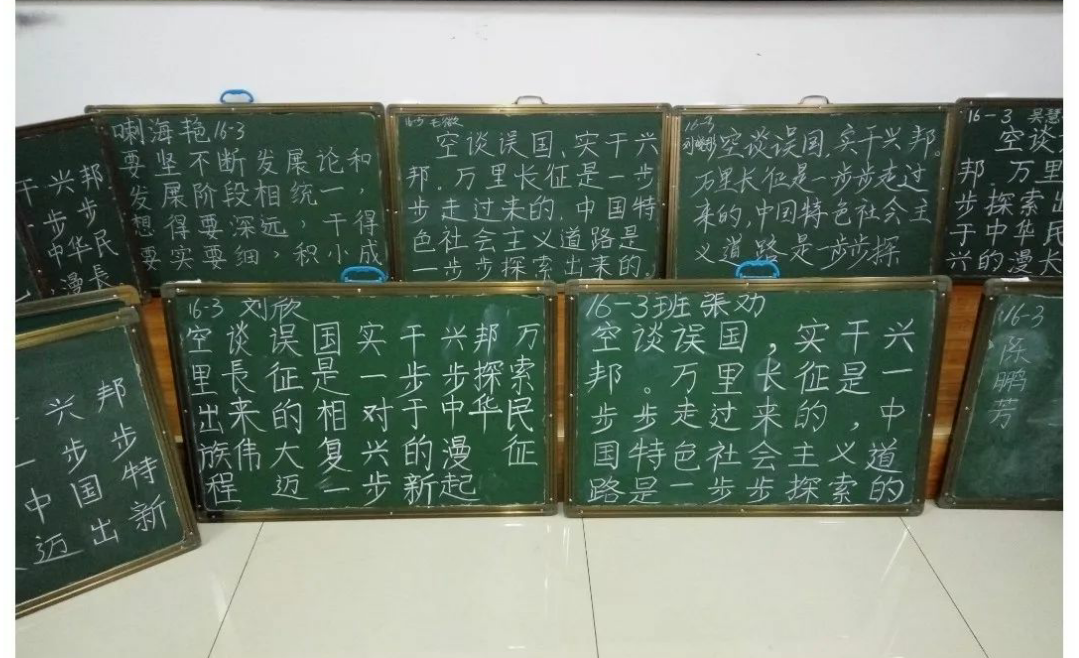 干兴邦
步步
中华民
漫長
喇海艳16-3
要坚不断发展论和
发展阶段相统一，
想得要深远，干得
要实要细，积小成
16-3
空谈误国、实干兴
邦。万里长征是一步
步走过来的.中国特
色社会主义道路是
一步步探索出来的.
16-3
空谈误国,实干兴邦。
万里长征是一步步走过
来的,中国特色社会主
义道路是一步步探
16-3 吴慧
空谈
邦 万里
步探索出
于中华民
兴的漫长
兴邦
一步步
中国特
迈出新
16-3 刘欣
空谈误国实干兴邦万
里長征是一步步探索
出来的相对于中华民
族伟大复兴的漫征
程 迈一步新起
16-3班 張劝
空谈误国,实干兴
邦。万里长征是一
步步走过来的,中
国特色社会主义道
路是一步步探索的
16-3
陈
鹏
芳